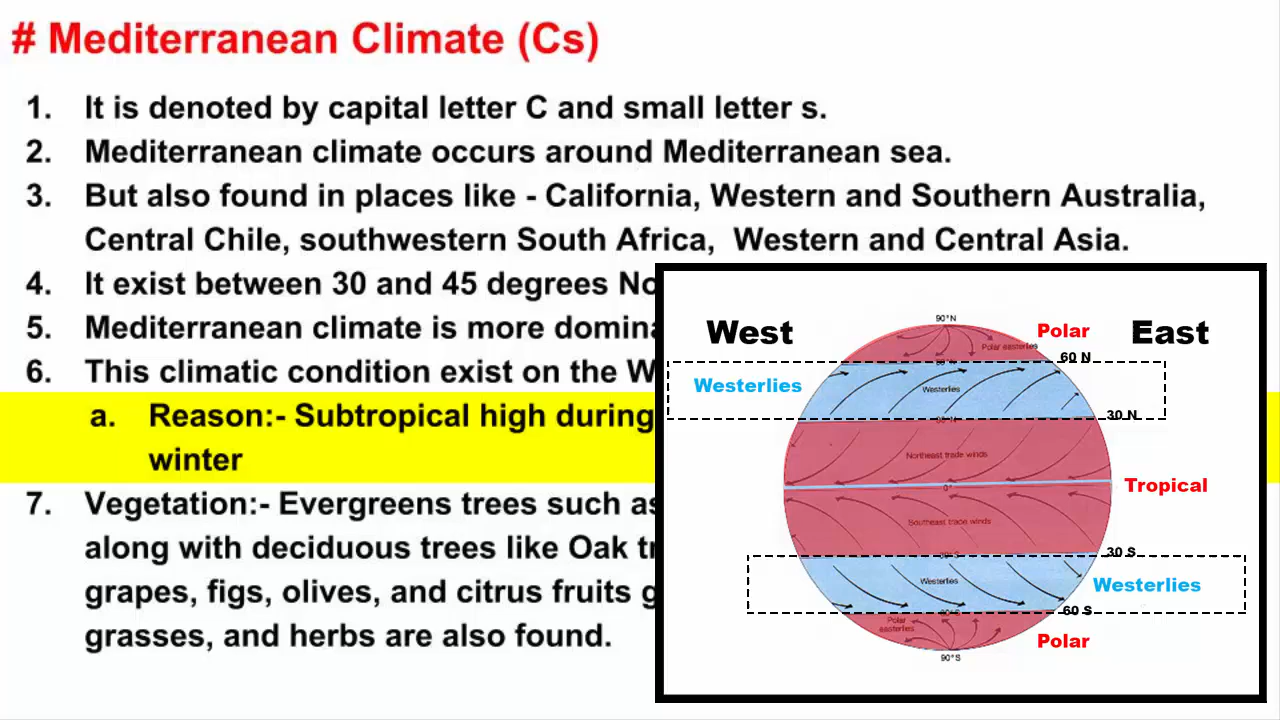 # Mediterranean Climate (Cs)
1. It is denoted by capital letter C and small letter s.
2. Mediterranean climate occurs around Mediterranean sea.
3. But also found in places like - California, Western and Southern Australia,
Central Chile, southwestern South Africa, Western and Central Asia.
4. It exist between 30 and 45 degrees No
5. Mediterranean climate is more domina
6. This climatic condition exist on the W
a. Reason:- Subtropical high during
winter
7. Vegetation:- Evergreens trees such as
along with deciduous trees like Oak tr
grapes, figs, olives, and citrus fruits g
grasses, and herbs are also found.
90°N
West
Polar
East
Polar easterlies
60 N
Westerlies
Westerlies
30 N
Northeast trade winds
0°
Tropical
Southeast trade winds
30 S
Westerlies
Westerlies
60 S
Polar
easterlies
Polar
90°S